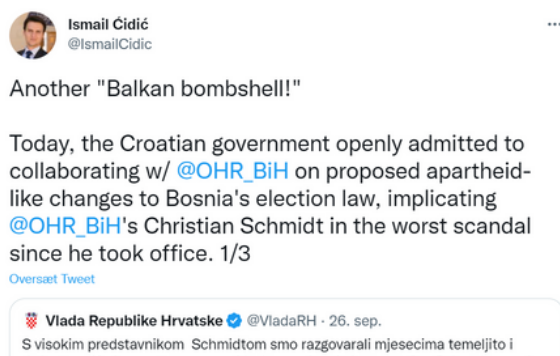 Ismail Ćidić
@IsmailCidic
Another "Balkan bombshell!"
Today, the Croatian government openly admitted to
collaborating w/ @OHR_BiH on proposed apartheid-
like changes to Bosnia's election law, implicating
@OHR_BiH's Christian Schmidt in the worst scandal
since he took office. 1/3
Oversæt Tweet
Vlada Republike Hrvatske @VladaRH · 26. sep.
S visokim predstavnikom Schmidtom smo razgovarali mjesecima temeljito i